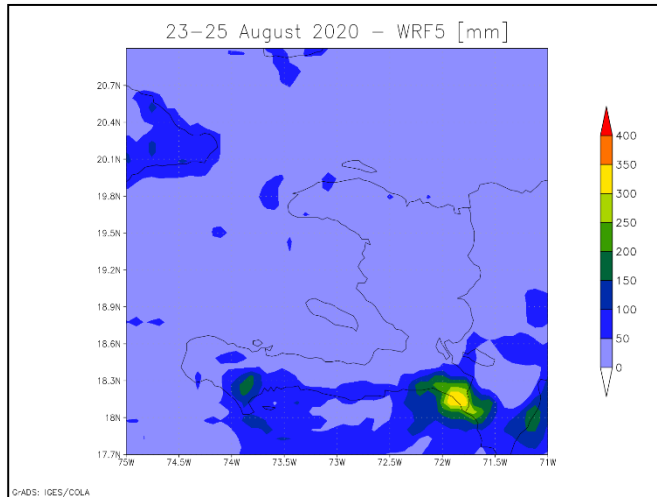 23-25 August 2020 - WRF5 [mm]
20.7N
20.4N
20.1N
19.8N
19.5N
19.2N
18.9N
18.6N
18.3N
18N
17.7N
75W 74.5W 74W 73.5W 73W 72.5W 72W 71.5W 71W
400
350
300
250
200
150
100
50
0
GrADS: IGES/COLA